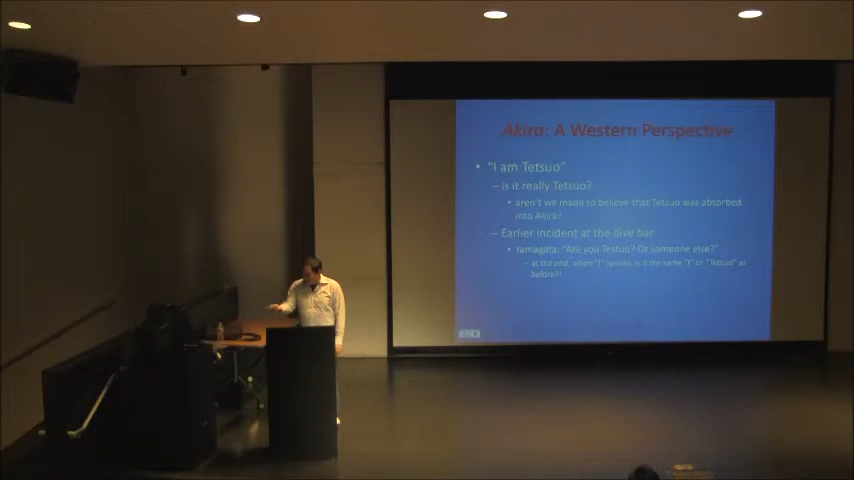 Akira: A Western Perspective
• "I am Tetsuo"
– Is it really Tetsuo?
• aren't we made to believe that Tetsuo was absorbed
into Akira?
– Earlier incident at the dive bar
• Yamagata: "Are you Testuo? Or someone else?"
– at the end, when "I" speaks, is it the same "I" or "Tetsuo" as
before?!